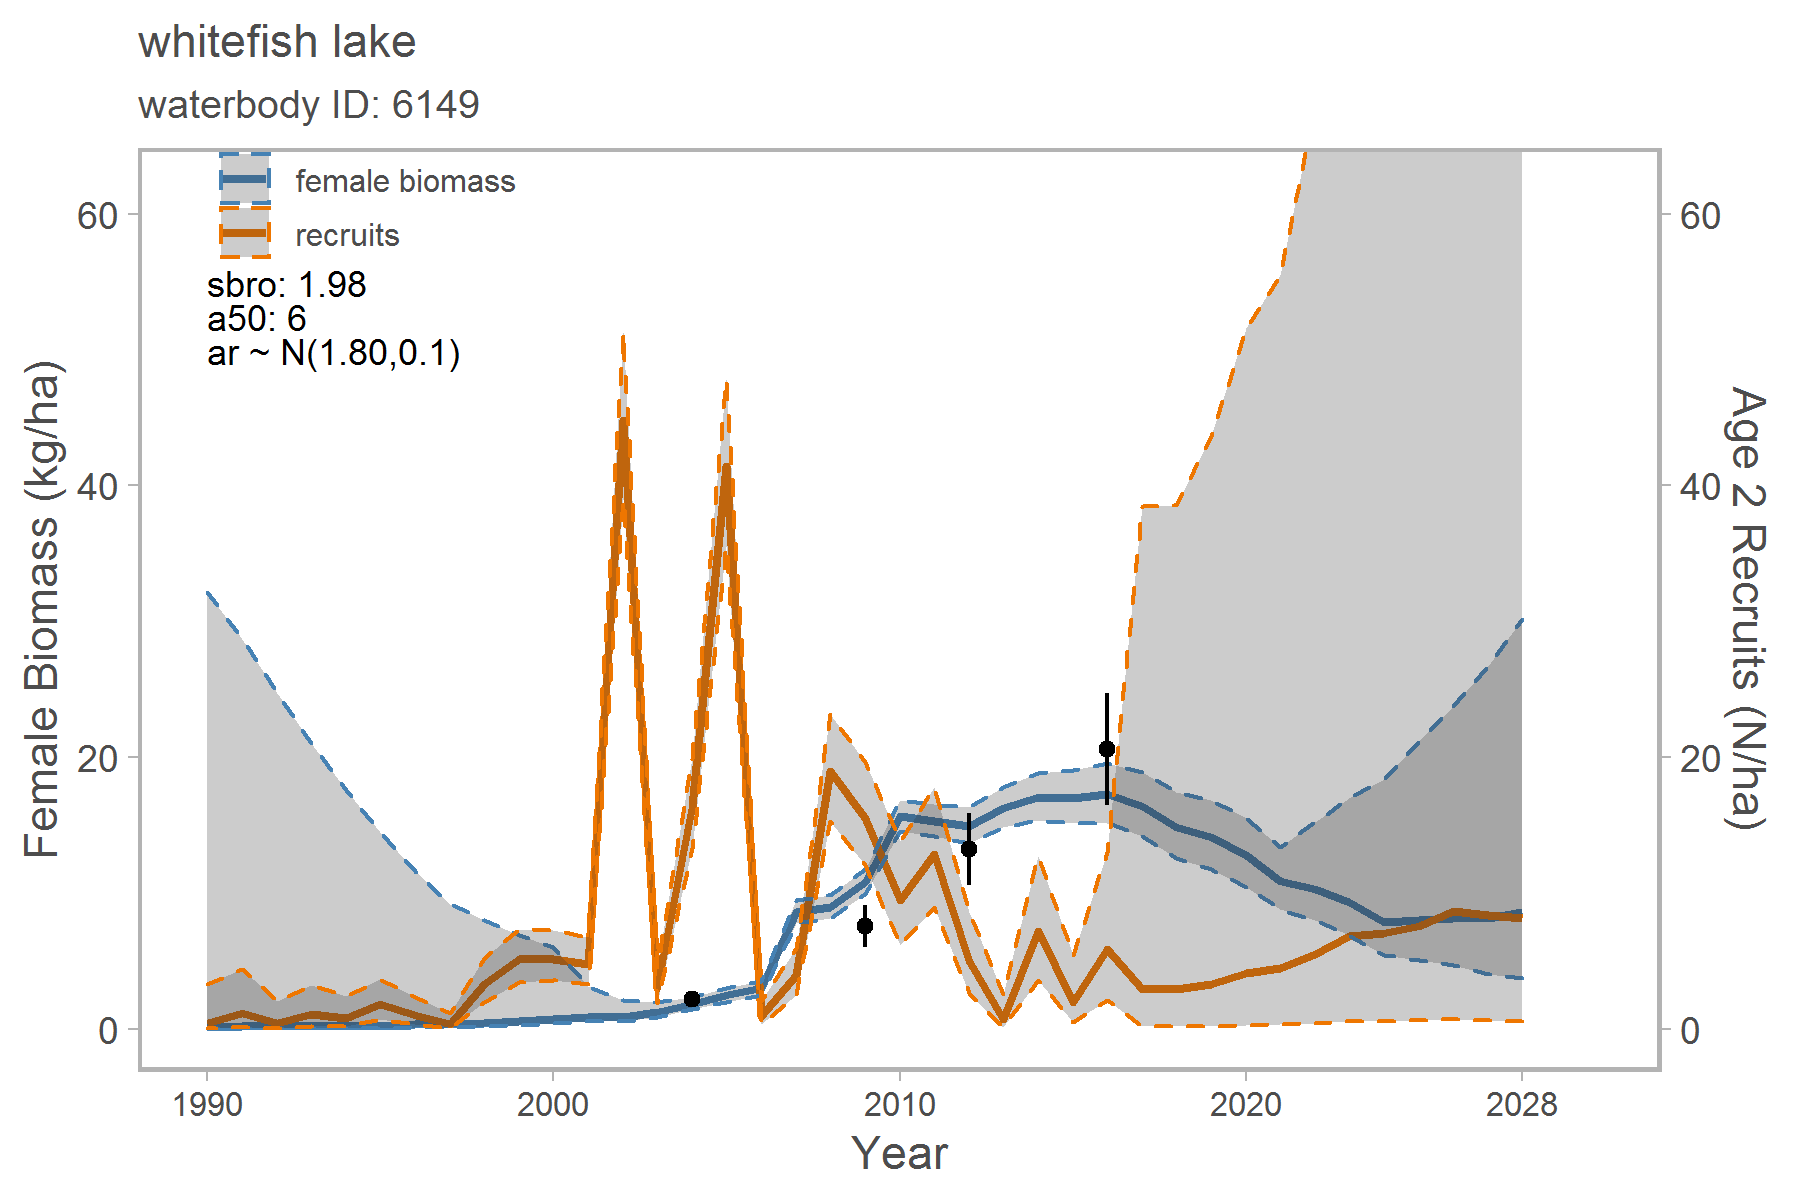 whitefish lake
waterbody ID: 6149
female biomass
recruits
sbro: 1.98
a50: 6
ar ~ N(1.80,0.1)
Female Biomass (kg/ha)
60
40
20
0
60
40
20
0
Age 2 Recruits (N/ha)
1990
2000
2010
2020
2028
Year